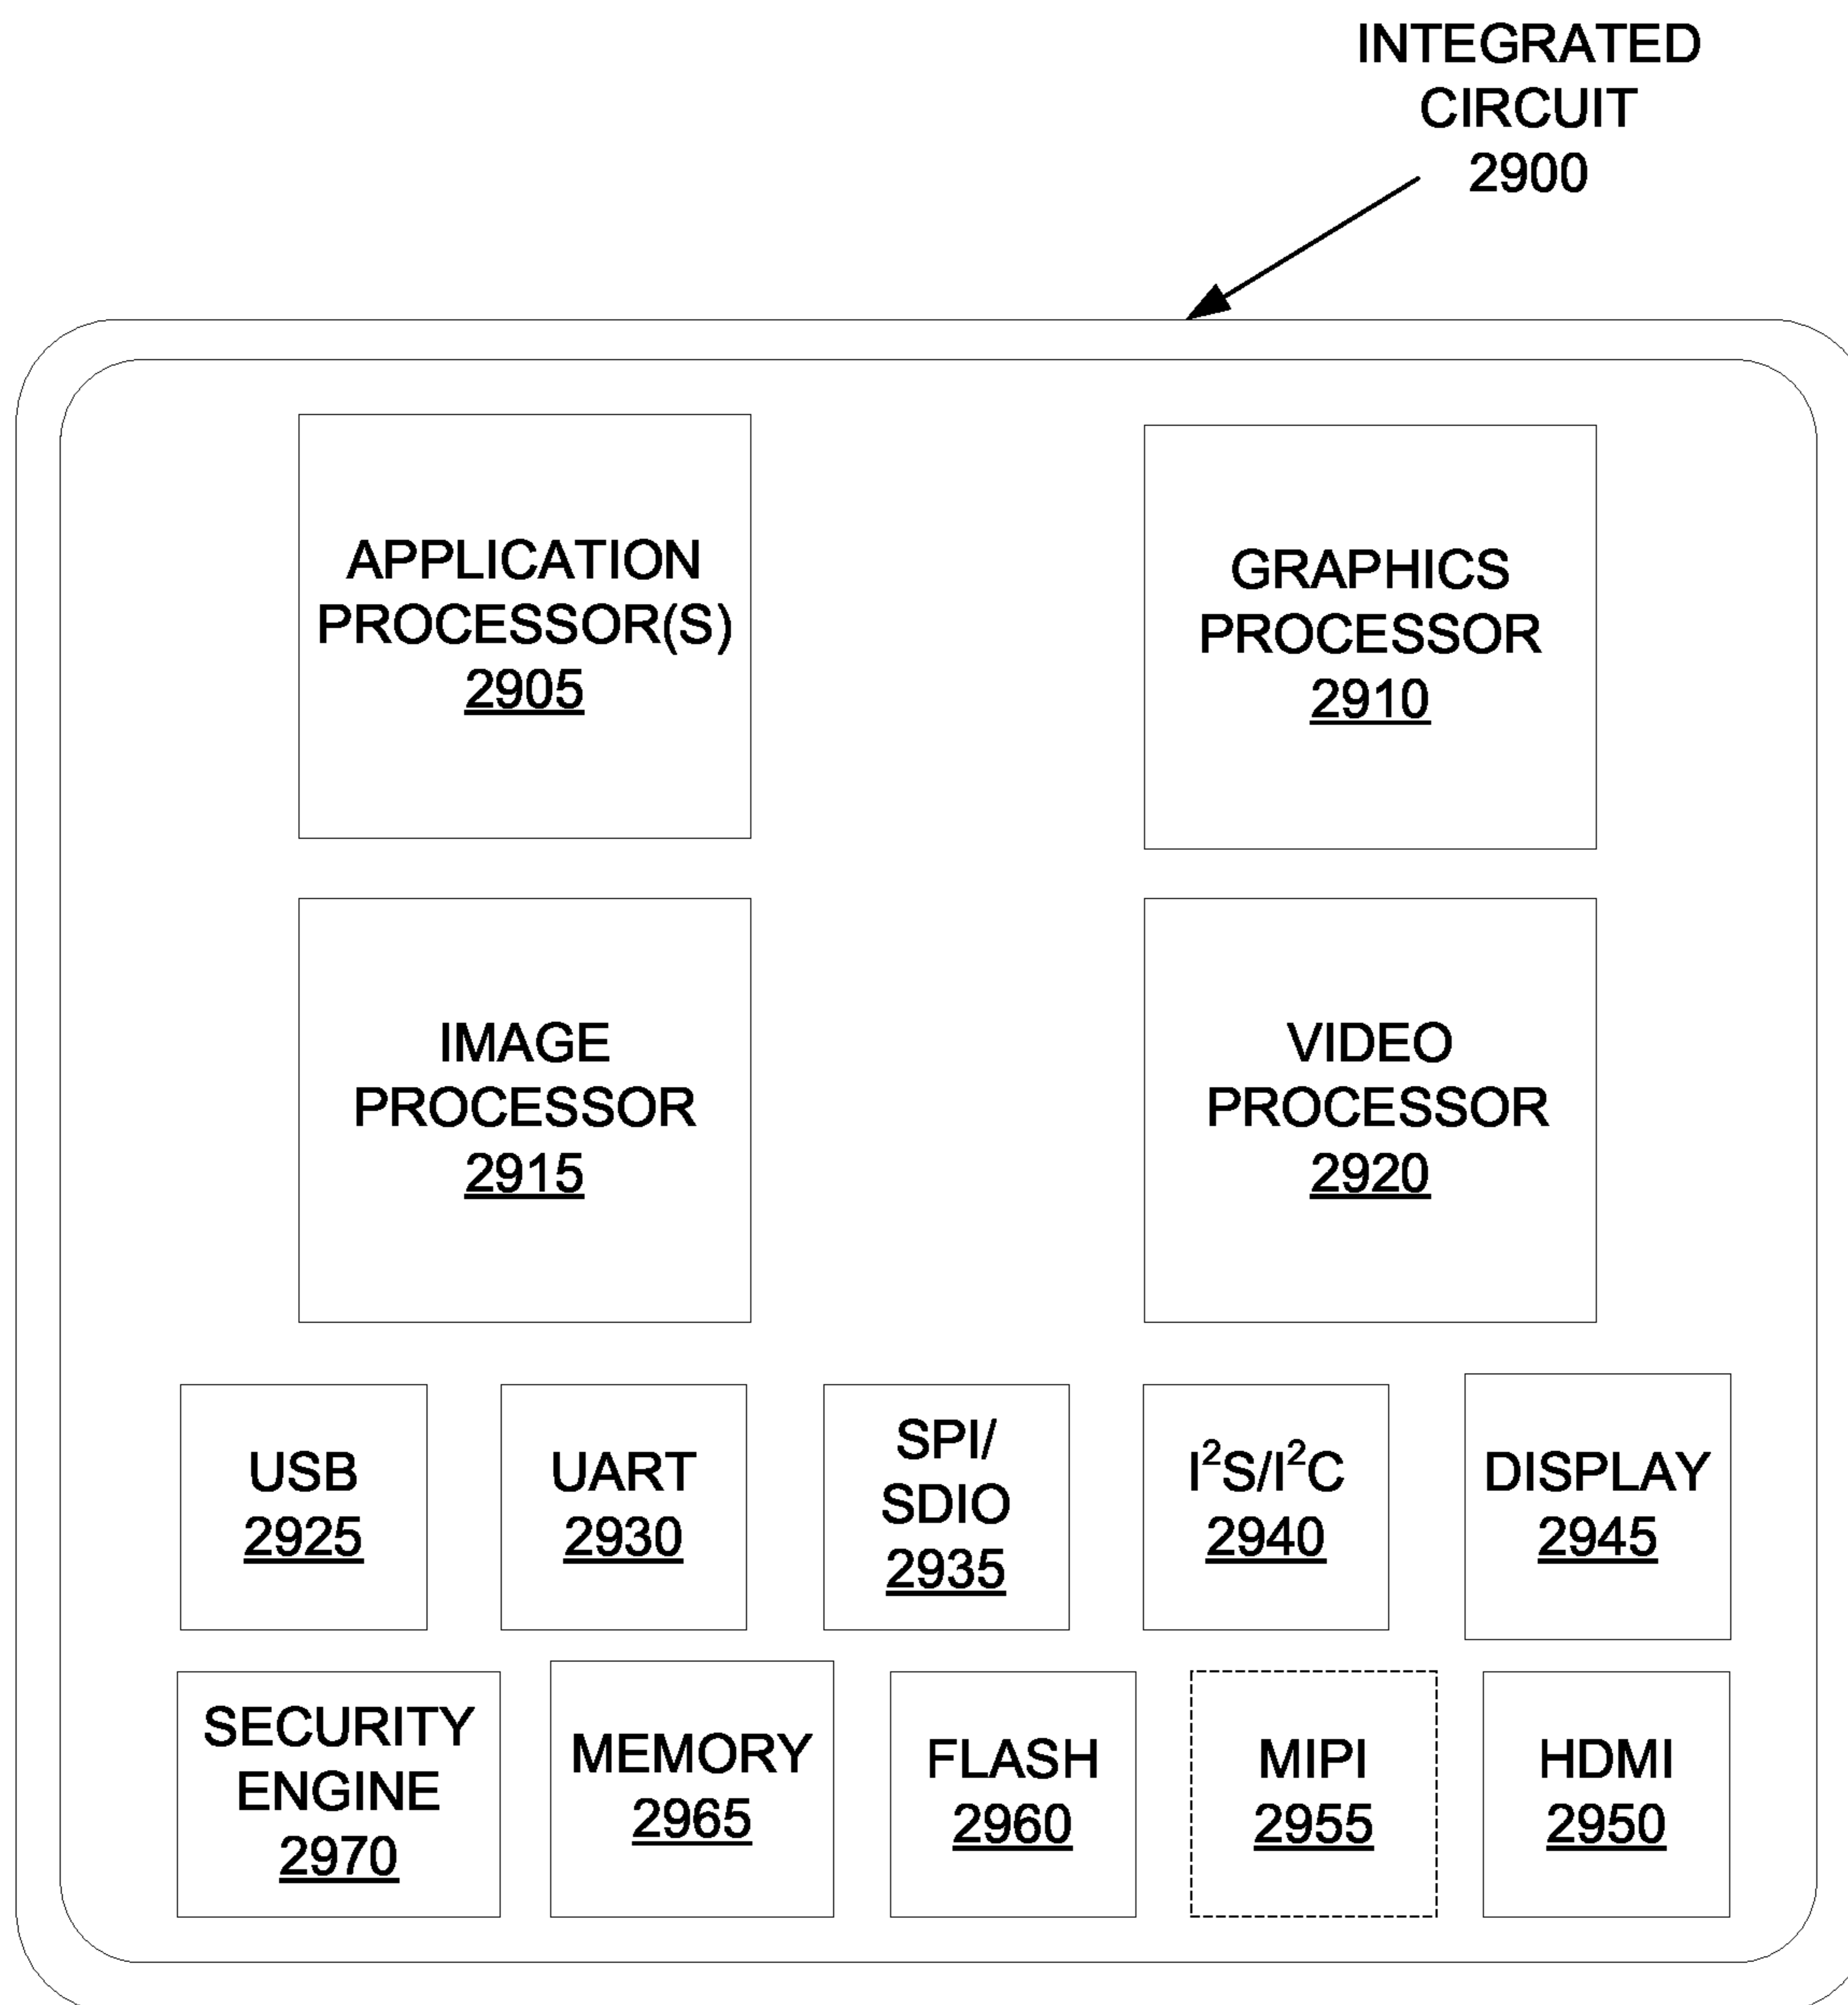 INTEGRATED
CIRCUIT
2900
APPLICATION
PROCESSOR(S)
2905
GRAPHICS
PROCESSOR
2910
IMAGE
PROCESSOR
2915
VIDEO
PROCESSOR
2920
USB
2925
UART
2930
SPI/
SDIO
2935
I²S/I²C
2940
DISPLAY
2945
SECURITY
ENGINE
2970
MEMORY
2965
FLASH
2960
MIPI
2955
HDMI
2950